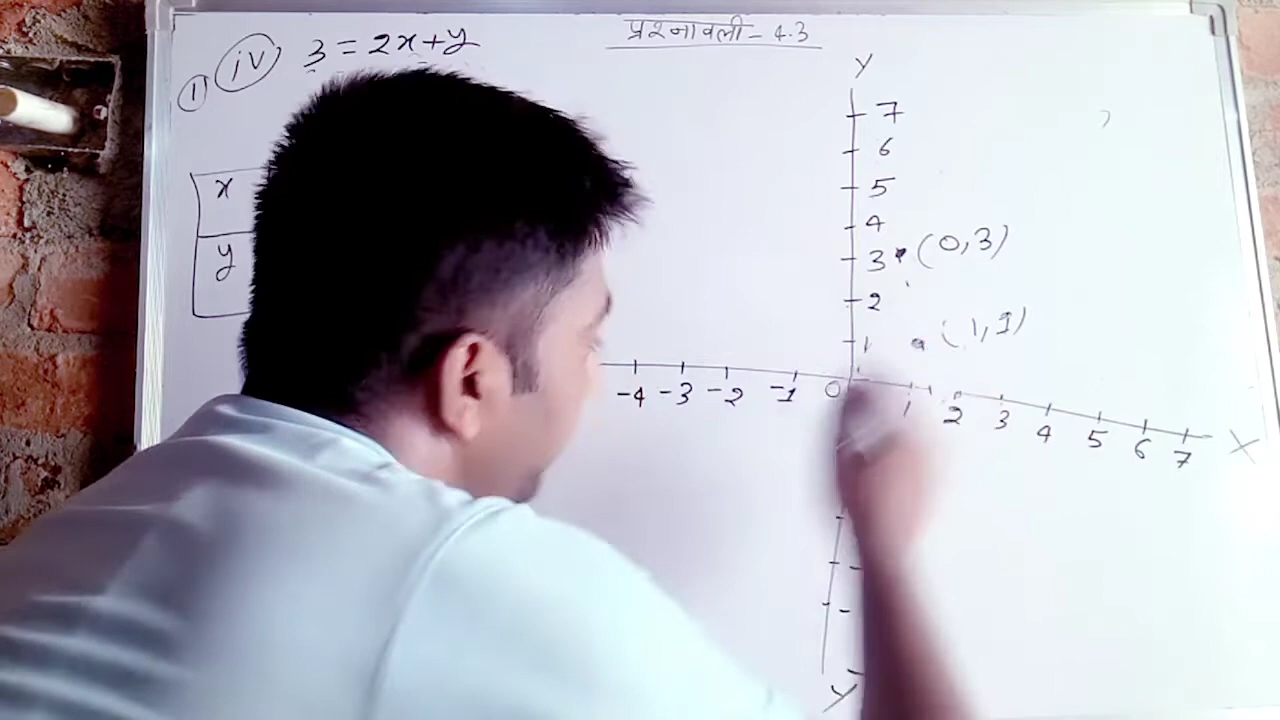 प्रश्नावली - 4.3
① (iv) 3 = 2x + y
x
y
Y
7
6
5
4
3 (0,3)
2
1 (1,1)
-4 -3 -2 -1 0 1 2 3 4 5 6 7 X
Y